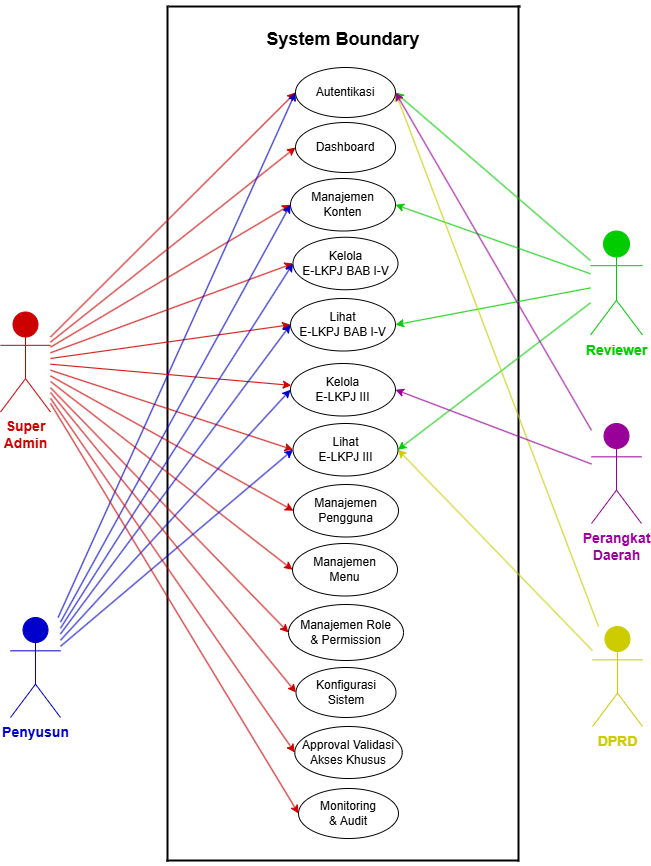 System Boundary
Autentikasi
Dashboard
Manajemen
Konten
Kelola
E-LKPJ BAB I-V
Lihat
E-LKPJ BAB I-V
Kelola
E-LKPJ III
Lihat
E-LKPJ III
Manajemen
Pengguna
Manajemen
Menu
Manajemen Role
& Permission
Konfigurasi
Sistem
Approval Validasi
Akses Khusus
Monitoring
& Audit
Super
Admin
Penyusun
Reviewer
Perangkat
Daerah
DPRD